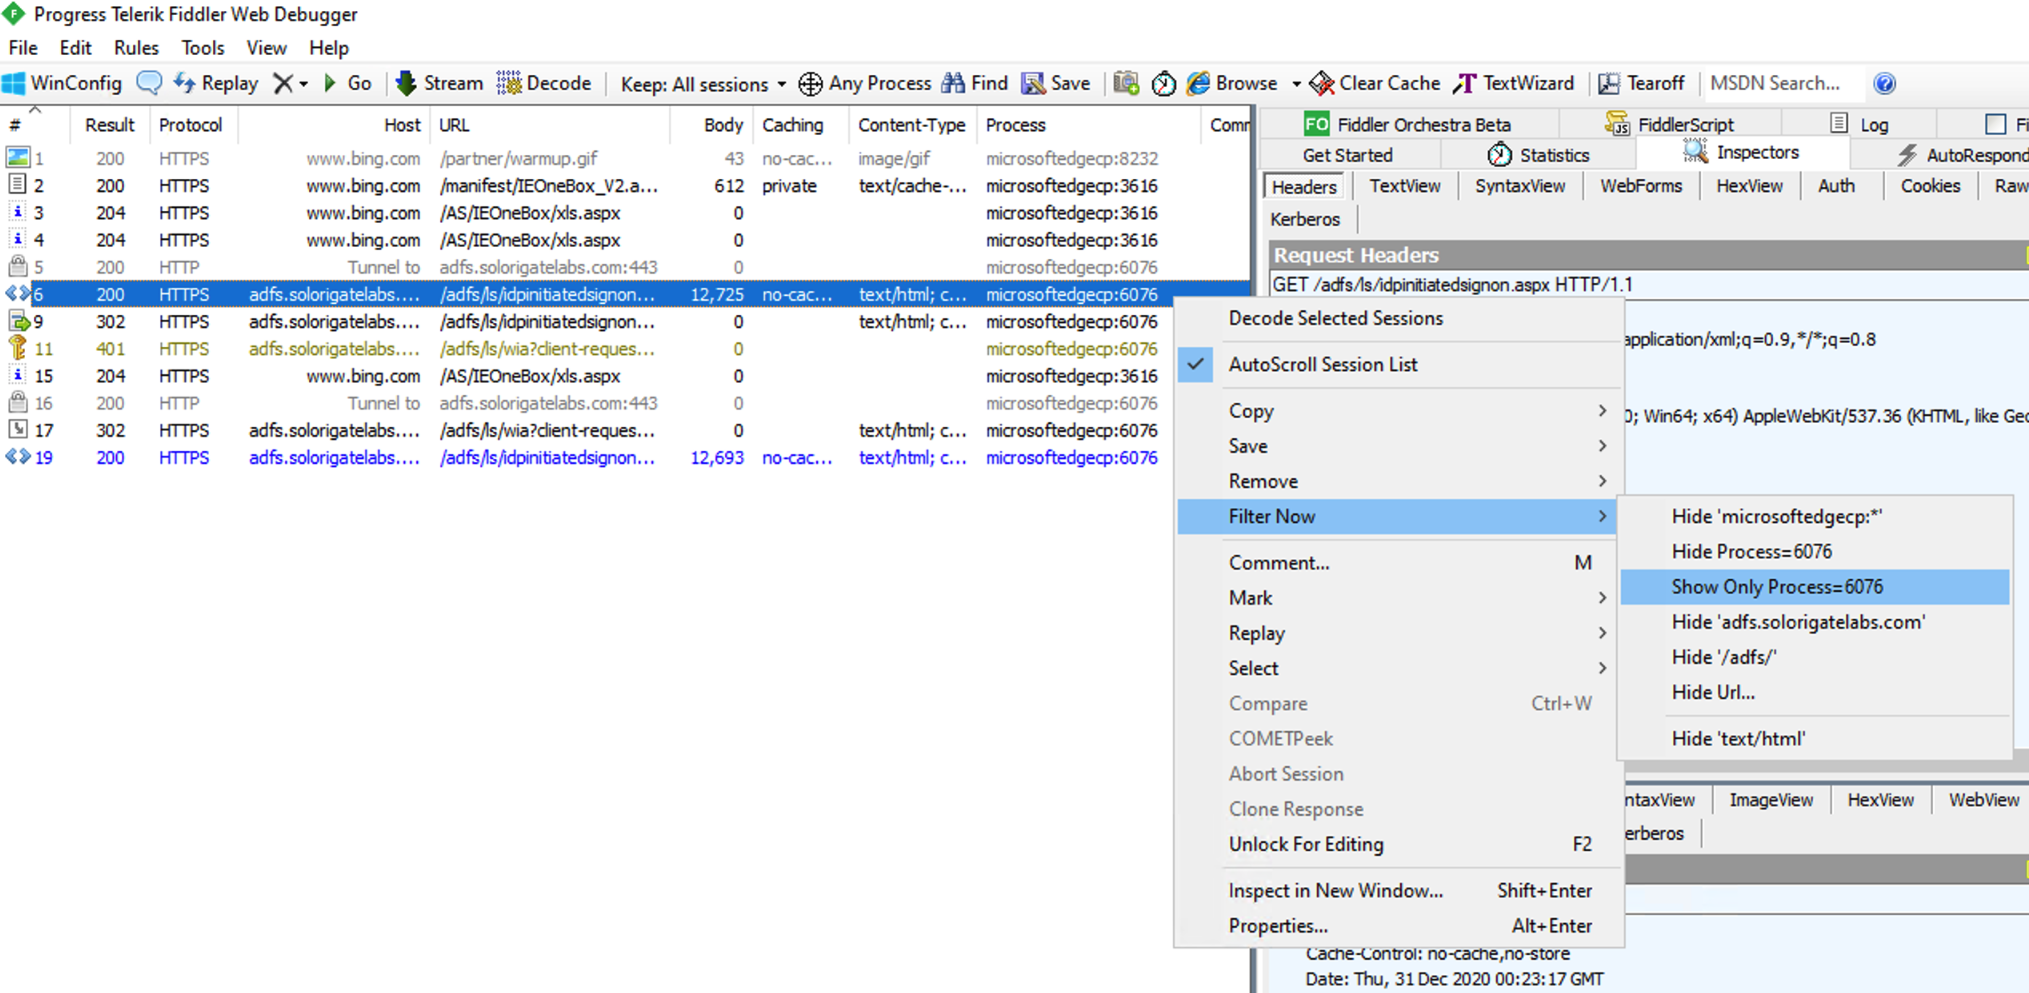 Progress Telerik Fiddler Web Debugger
File Edit Rules Tools View Help
WinConfig Replay Go Stream Decode Keep: All sessions Any Process Find Save Browse Clear Cache TextWizard Tearoff MSDN Search...
# Result Protocol Host URL Body Caching Content-Type Process Comm
1 200 HTTPS www.bing.com /partner/warmup.gif 43 no-cac... image/gif microsoftedgecp:8232
2 200 HTTPS www.bing.com /manifest/IEOneBox_V2.a... 612 private text/cache-... microsoftedgecp:3616
3 204 HTTPS www.bing.com /AS/IEOneBox/xls.aspx 0 microsoftedgecp:3616
4 204 HTTPS www.bing.com /AS/IEOneBox/xls.aspx 0 microsoftedgecp:3616
5 200 HTTP Tunnel to adfs.solorigatelabs.com:443 0 microsoftedgecp:6076
6 200 HTTPS adfs.solorigatelabs.... /adfs/ls/idpinitiatedsignon... 12,725 no-cac... text/html; c... microsoftedgecp:6076
9 302 HTTPS adfs.solorigatelabs.... /adfs/ls/idpinitiatedsignon... 0 text/html; c... microsoftedgecp:6076
11 401 HTTPS adfs.solorigatelabs.... /adfs/ls/wia?client-reques... 0 microsoftedgecp:6076
15 204 HTTPS www.bing.com /AS/IEOneBox/xls.aspx 0 microsoftedgecp:3616
16 200 HTTP Tunnel to adfs.solorigatelabs.com:443 0 microsoftedgecp:6076
17 302 HTTPS adfs.solorigatelabs.... /adfs/ls/wia?client-reques... 0 text/html; c... microsoftedgecp:6076
19 200 HTTPS adfs.solorigatelabs.... /adfs/ls/idpinitiatedsignon... 12,693 no-cac... text/html; c... microsoftedgecp:6076
FO Fiddler Orchestra Beta FiddlerScript Log Fi
Get Started Statistics Inspectors AutoRespond
Headers TextView SyntaxView WebForms HexView Auth Cookies Raw
Kerberos
Request Headers
GET /adfs/ls/idpinitiatedsignon.aspx HTTP/1.1
application/xml;q=0.9,*/*;q=0.8
0; Win64; x64) AppleWebKit/537.36 (KHTML, like Gec
Decode Selected Sessions
AutoScroll Session List
Copy
Save
Remove
Filter Now
Comment... M
Mark
Replay
Select
Compare Ctrl+W
COMETPeek
Abort Session
Clone Response
Unlock For Editing F2
Inspect in New Window... Shift+Enter
Properties... Alt+Enter
Hide 'microsoftedgecp:*'
Hide Process=6076
Show Only Process=6076
Hide 'adfs.solorigatelabs.com'
Hide '/adfs/'
Hide Url...
Hide 'text/html'
ntaxView ImageView HexView WebView
erberos
Cache-Control: no-cache,no-store
Date: Thu, 31 Dec 2020 00:23:17 GMT